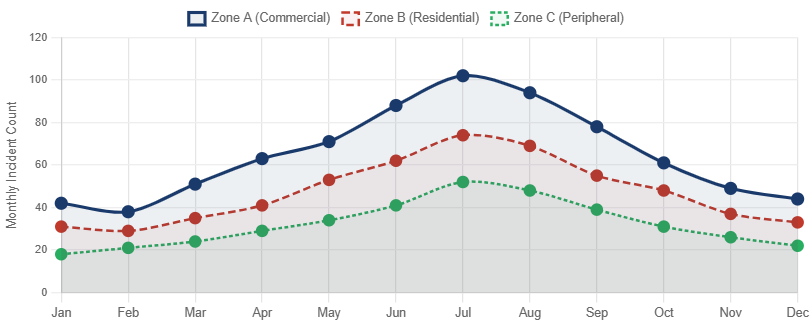 Zone A (Commercial) Zone B (Residential) Zone C (Peripheral)
Monthly Incident Count
120
100
80
60
40
20
0
Jan Feb Mar Apr May Jun Jul Aug Sep Oct Nov Dec